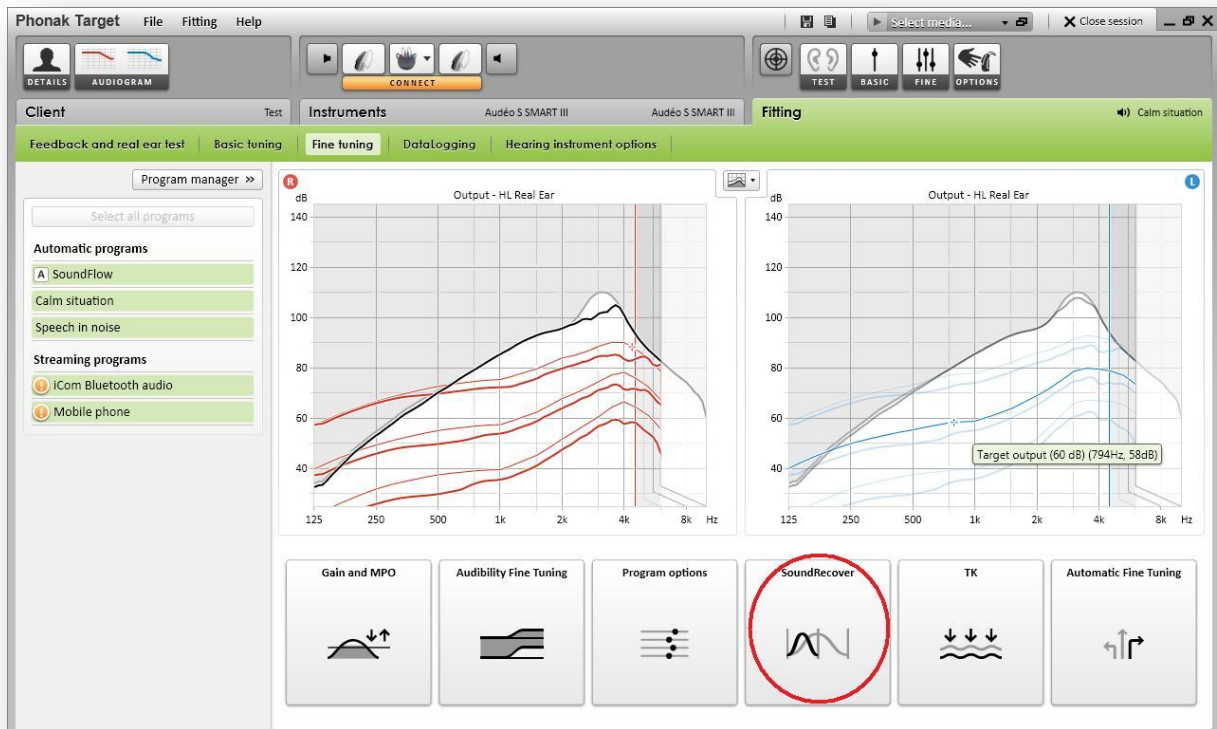 Phonak Target File Fitting Help
Select media... Close session
DETAILS AUDIOGRAM CONNECT TEST BASIC FINE OPTIONS
Client Test Instruments Audéo S SMART III Audéo S SMART III Fitting Calm situation
Feedback and real ear test Basic tuning Fine tuning DataLogging Hearing instrument options
Program manager »
Select all programs
Automatic programs
A SoundFlow
Calm situation
Speech in noise
Streaming programs
! iCom Bluetooth audio
! Mobile phone
R
Output - HL Real Ear
dB
140
120
100
80
60
40
125 250 500 1k 2k 4k 8k Hz
L
Output - HL Real Ear
dB
140
120
100
80
60
40
Target output (60 dB) (794Hz, 58dB)
125 250 500 1k 2k 4k 8k Hz
Gain and MPO Audibility Fine Tuning Program options SoundRecover TK Automatic Fine Tuning